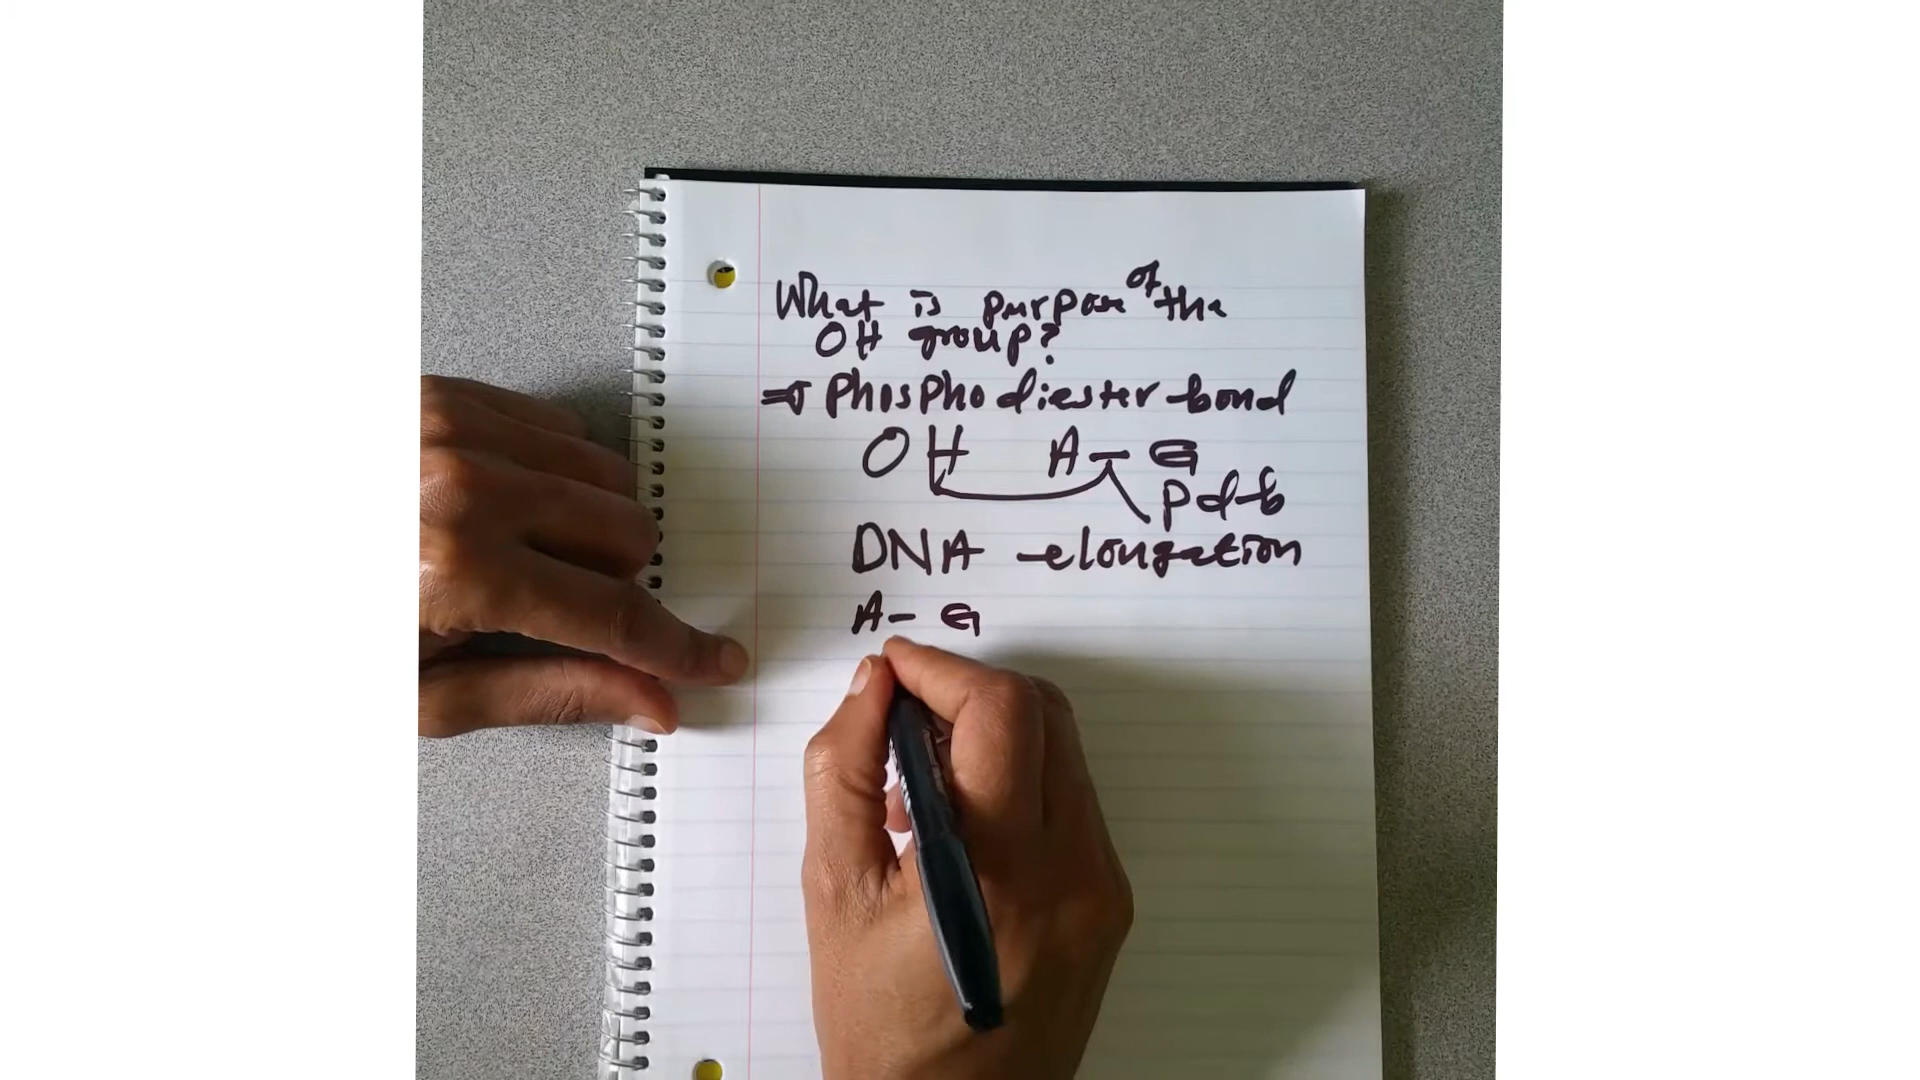 What is purpose of the
OH group?
⇒ Phosphodiester bond
OH A - G
Pd-b
DNA elongation
A - G